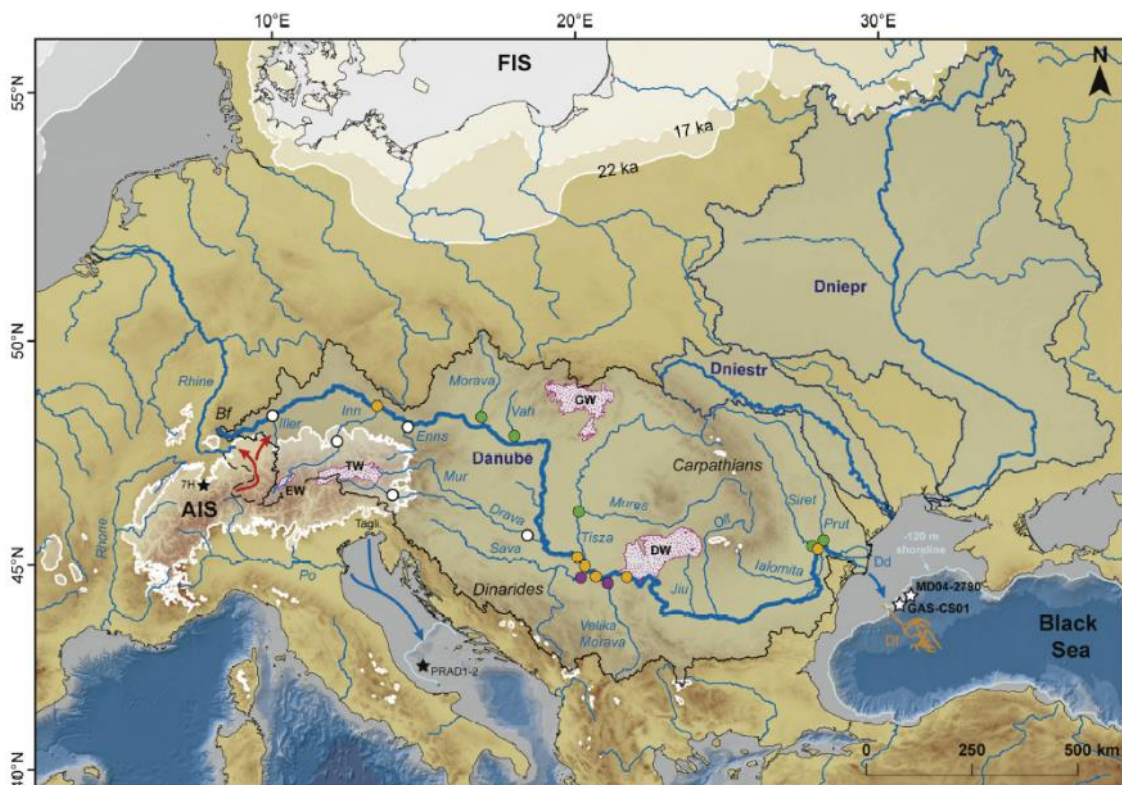 10°E
20°E
30°E
FIS
N
55°N
17 ka
22 ka
Dniepr
50°N
Dniestr
Rhine
Morava
GW
Bf
Inn
Vah
Iller
Enns
Danube
Carpathians
TW
7H
EW
Mur
Siret
AIS
Mures
Prut
Rhone
Drava
Olt
Tagli.
Tisza
-120 m
shoreline
Sava
DW
Dd
45°N
Po
Ialomita
Dinarides
Jiu
MD04-2790
GAS-CS01
Velika
Morava
Df
Black
Sea
PRAD1-2
40°N
0
250
500 km